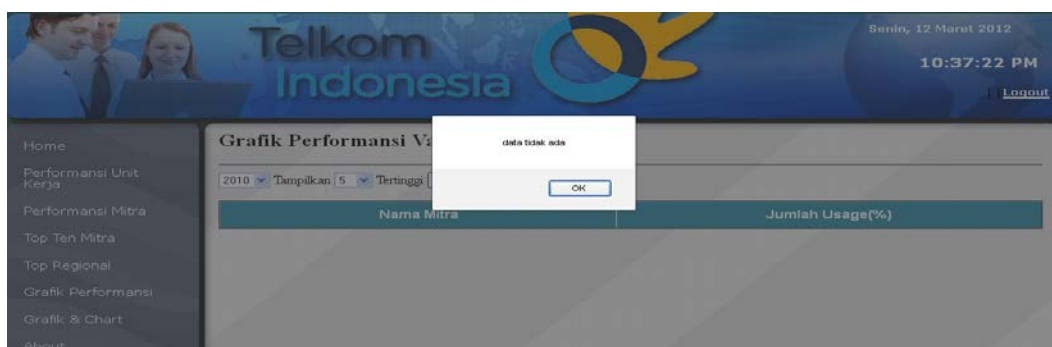 Telkom
Indonesia
Senin, 12 Maret 2012
10:37:22 PM
Logout
Home
Performansi Unit
Kerja
Performansi Mitra
Top Ten Mitra
Top Regional
Grafik Performansi
Grafik & Chart
About
Grafik Performansi Va
2010 Tampilkan 5 Tertinggi
data tidak ada
OK
Nama Mitra Jumlah Usage(%)